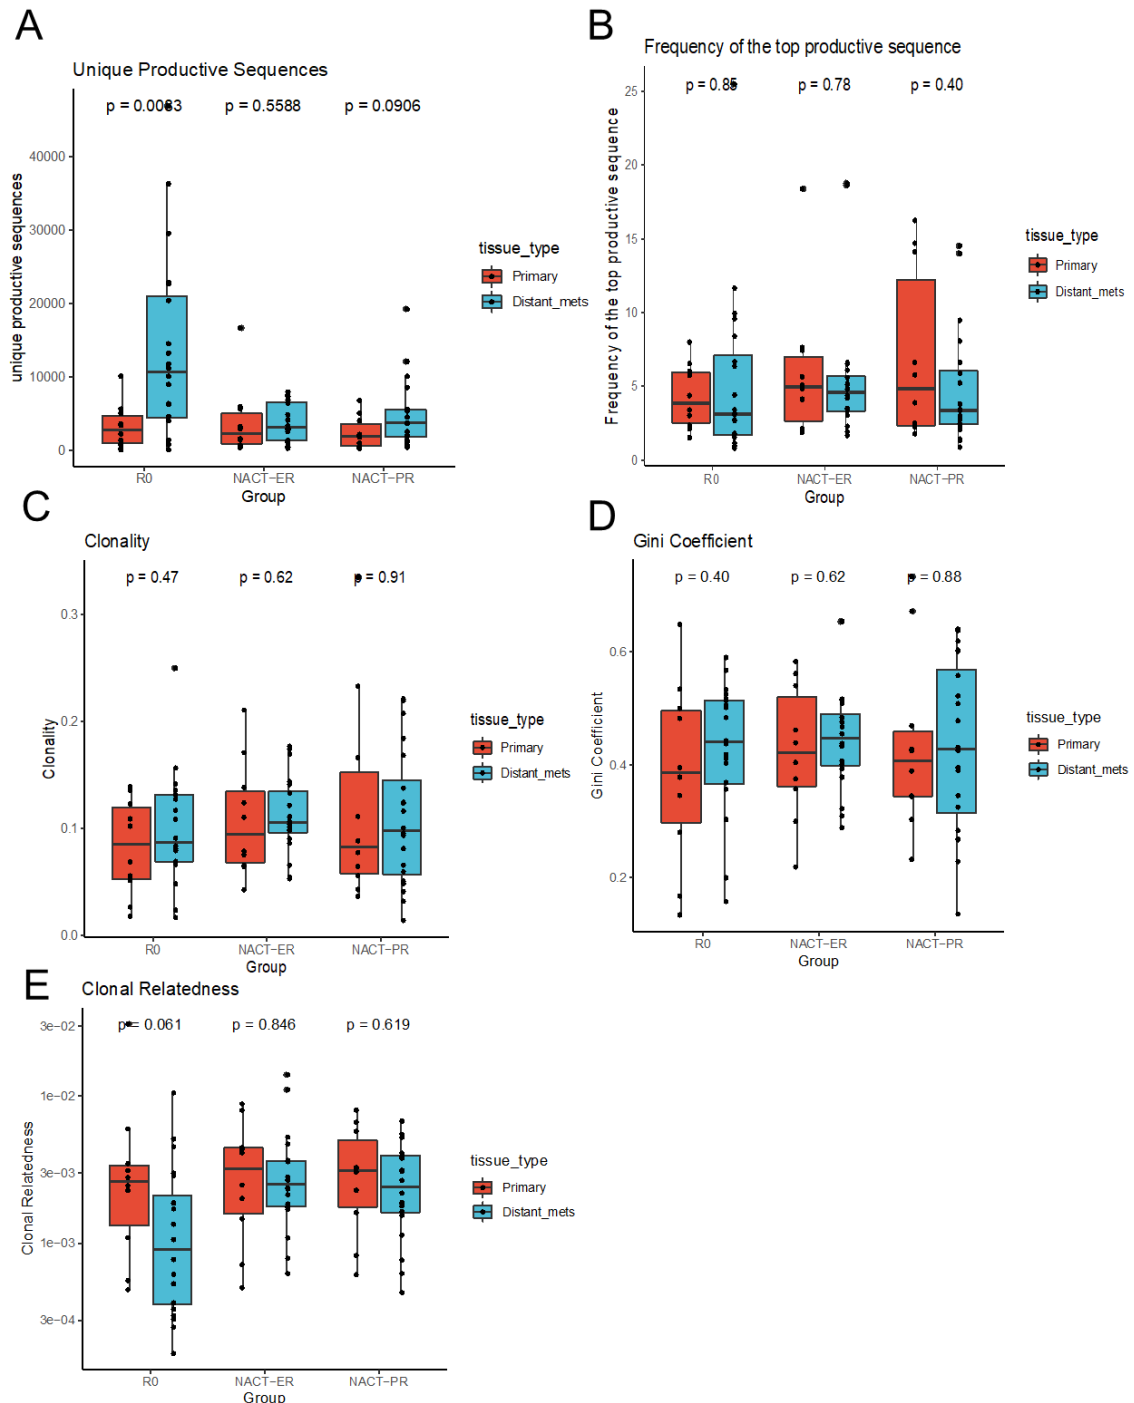 A
Unique Productive Sequences
p = 0.0083
p = 0.5588
p = 0.0906
unique productive sequences
40000
30000
20000
10000
0
R0
NACT-ER
NACT-PR
Group
tissue_type
Primary
Distant_mets
B
Frequency of the top productive sequence
p = 0.85
p = 0.78
p = 0.40
Frequency of the top productive sequence
25
20
15
10
5
0
R0
NACT-ER
NACT-PR
Group
tissue_type
Primary
Distant_mets
C
Clonality
p = 0.47
p = 0.62
p = 0.91
Clonality
0.3
0.2
0.1
0.0
R0
NACT-ER
NACT-PR
Group
tissue_type
Primary
Distant_mets
D
Gini Coefficient
p = 0.40
p = 0.62
p = 0.88
Gini Coefficient
0.6
0.4
0.2
R0
NACT-ER
NACT-PR
Group
tissue_type
Primary
Distant_mets
E
Clonal Relatedness
p = 0.061
p = 0.846
p = 0.619
Clonal Relatedness
3e-02
1e-02
3e-03
1e-03
3e-04
R0
NACT-ER
NACT-PR
Group
tissue_type
Primary
Distant_mets